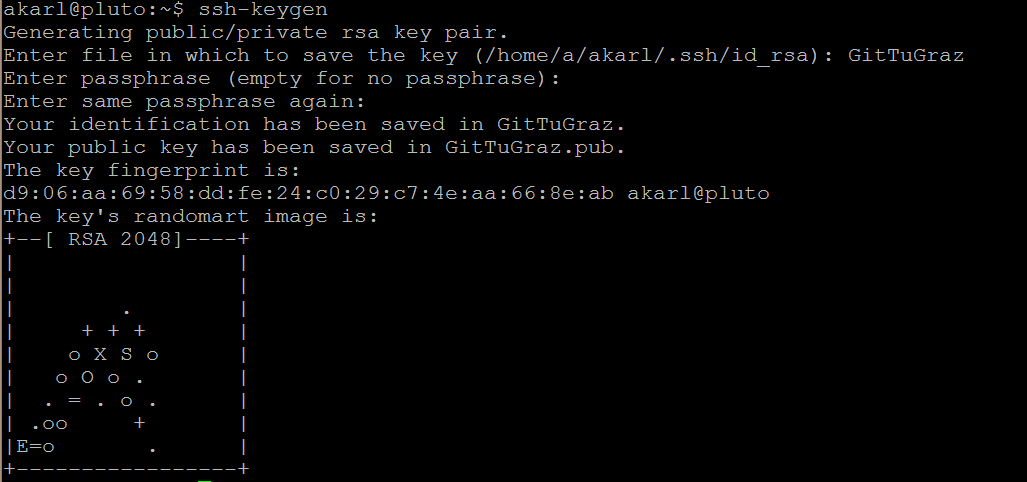 akarl@pluto:~$ ssh-keygen
Generating public/private rsa key pair.
Enter file in which to save the key (/home/a/akarl/.ssh/id_rsa): GitTuGraz
Enter passphrase (empty for no passphrase):
Enter same passphrase again:
Your identification has been saved in GitTuGraz.
Your public key has been saved in GitTuGraz.pub.
The key fingerprint is:
d9:06:aa:69:58:dd:fe:24:c0:29:c7:4e:aa:66:8e:ab akarl@pluto
The key's randomart image is:
+--[ RSA 2048]----+
|                 |
|                 |
|        .        |
|     + + +       |
|    o X S o      |
|   o O o .       |
|  . = . o .      |
| .oo     +       |
|E=o       .      |
+-----------------+